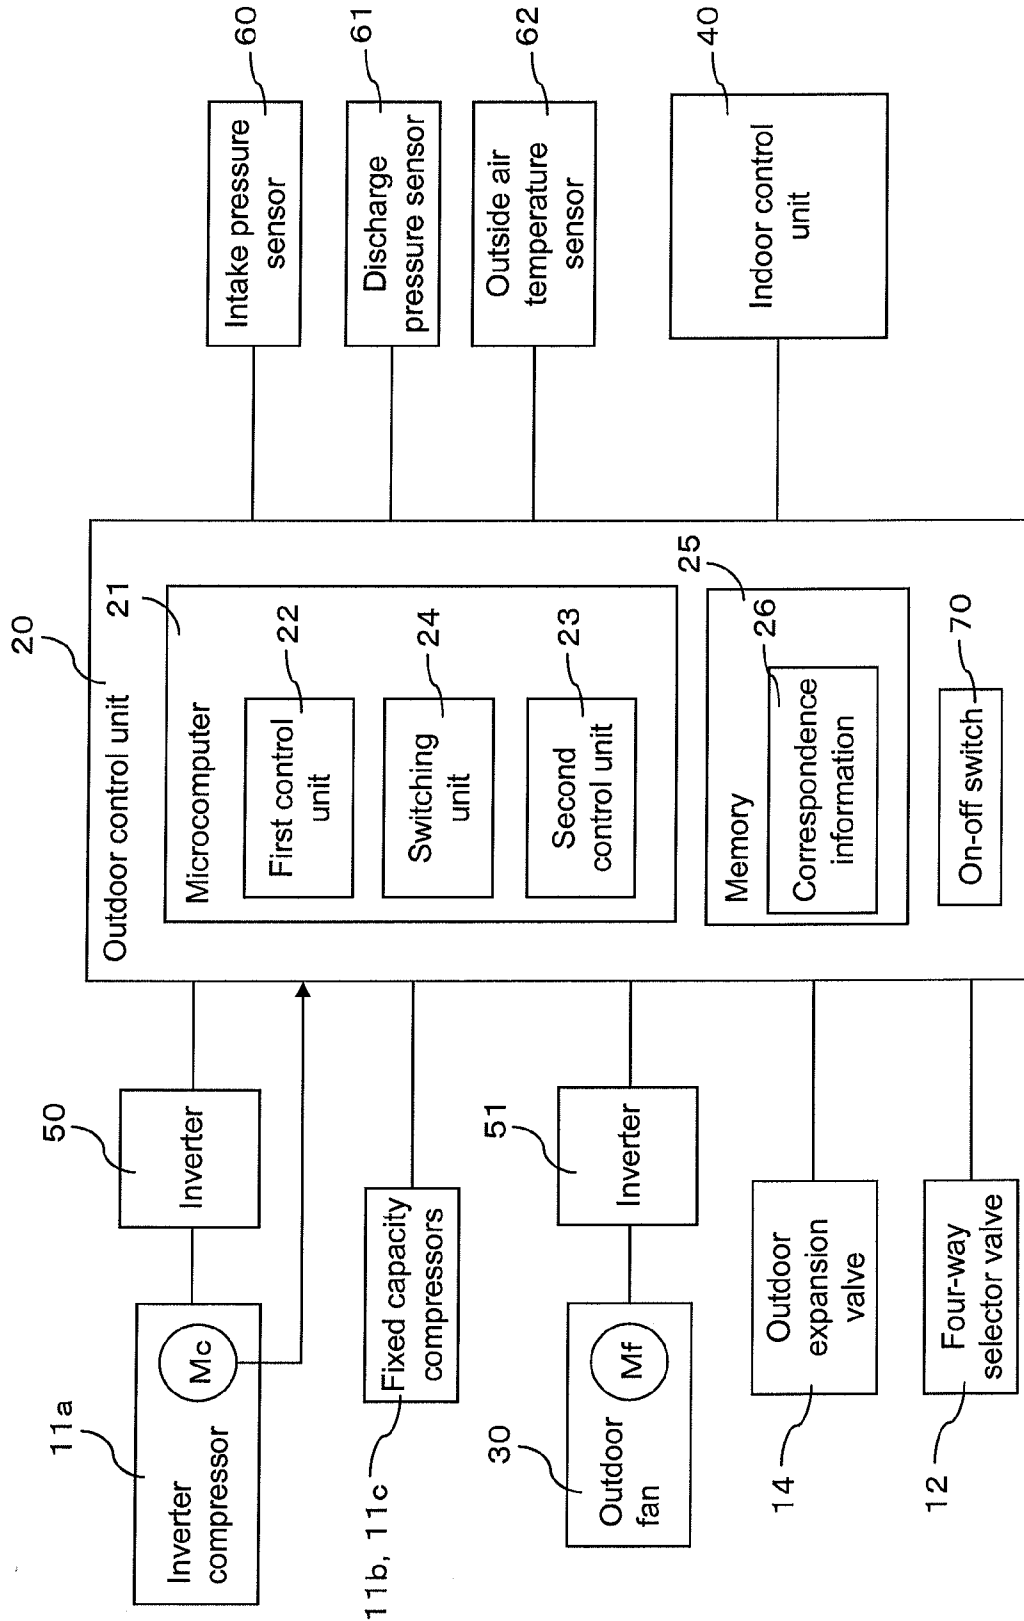 20
Outdoor control unit
21
Microcomputer
22
First control
unit
24
Switching
unit
23
Second
control unit
25
Memory
26
Correspondence
information
70
On-off switch
11a
Inverter
compressor
Mc
50
Inverter
11b, 11c
Fixed capacity
compressors
30
Outdoor
fan
Mf
51
Inverter
14
Outdoor
expansion
valve
12
Four-way
selector valve
60
Intake pressure
sensor
61
Discharge
pressure sensor
62
Outside air
temperature
sensor
40
Indoor control
unit